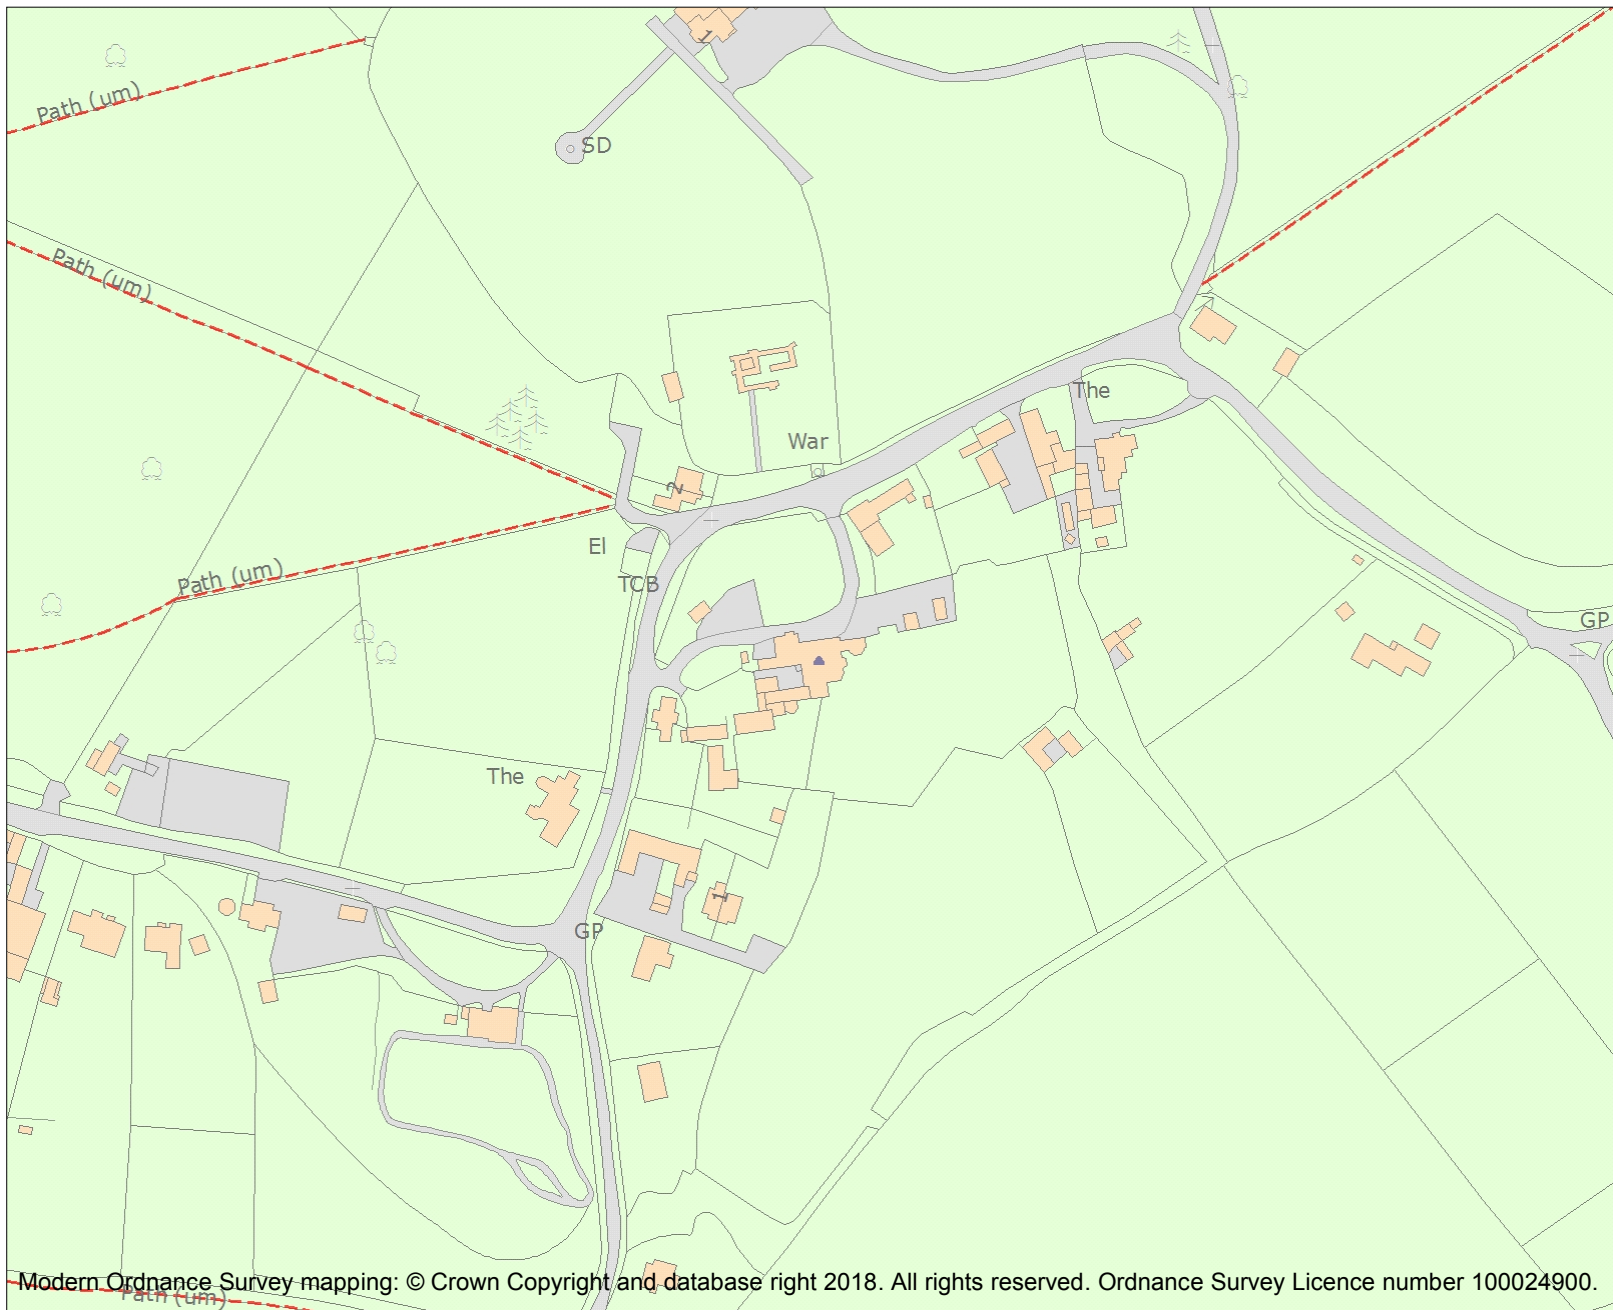 1
Path (um)
SD
Path (um)
The
War
2
El
Path (um)
TCB
GP
The
1
GP
Modern Ordnance Survey mapping: © Crown Copyright and database right 2018. All rights reserved. Ordnance Survey Licence number 100024900.
Path (um)